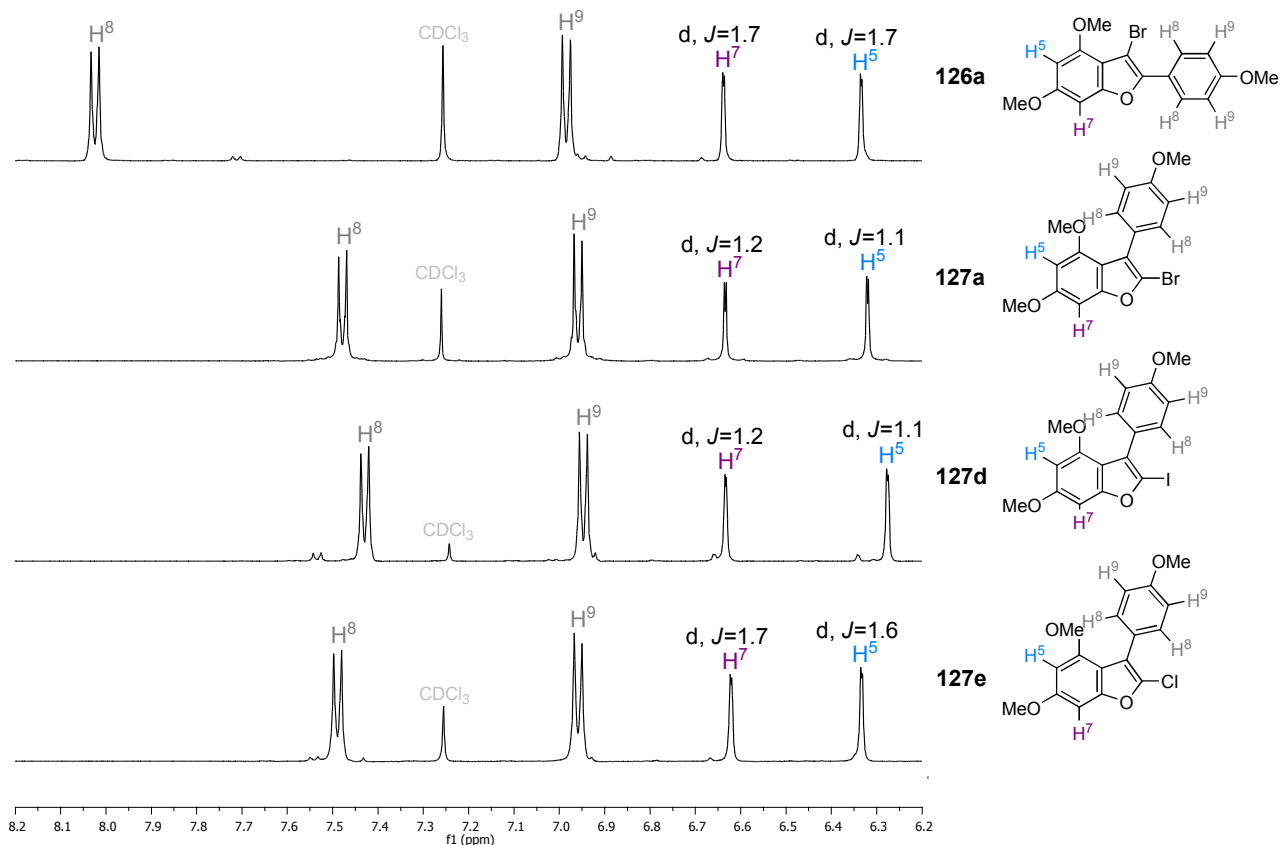 H⁸
CDCl₃
H⁹
d, J=1.7
H⁷
d, J=1.7
H⁵
126a
OMe
Br
H⁸
H⁹
H⁵
OMe
MeO
O
H⁷
H⁸
H⁹
H⁸
CDCl₃
H⁹
d, J=1.2
H⁷
d, J=1.1
H⁵
127a
OMe
H⁹
H⁹
H⁸
MeO
H⁸
H⁵
Br
MeO
O
H⁷
H⁸
CDCl₃
H⁹
d, J=1.2
H⁷
d, J=1.1
H⁵
127d
OMe
H⁹
H⁹
H⁸
MeO
H⁸
H⁵
I
MeO
O
H⁷
H⁸
CDCl₃
H⁹
d, J=1.7
H⁷
d, J=1.6
H⁵
127e
OMe
H⁹
H⁹
H⁸
OMe
H⁸
H⁵
Cl
MeO
O
H⁷
8.2 8.1 8.0 7.9 7.8 7.7 7.6 7.5 7.4 7.3 7.2 7.1 7.0 6.9 6.8 6.7 6.6 6.5 6.4 6.3 6.2
f1 (ppm)